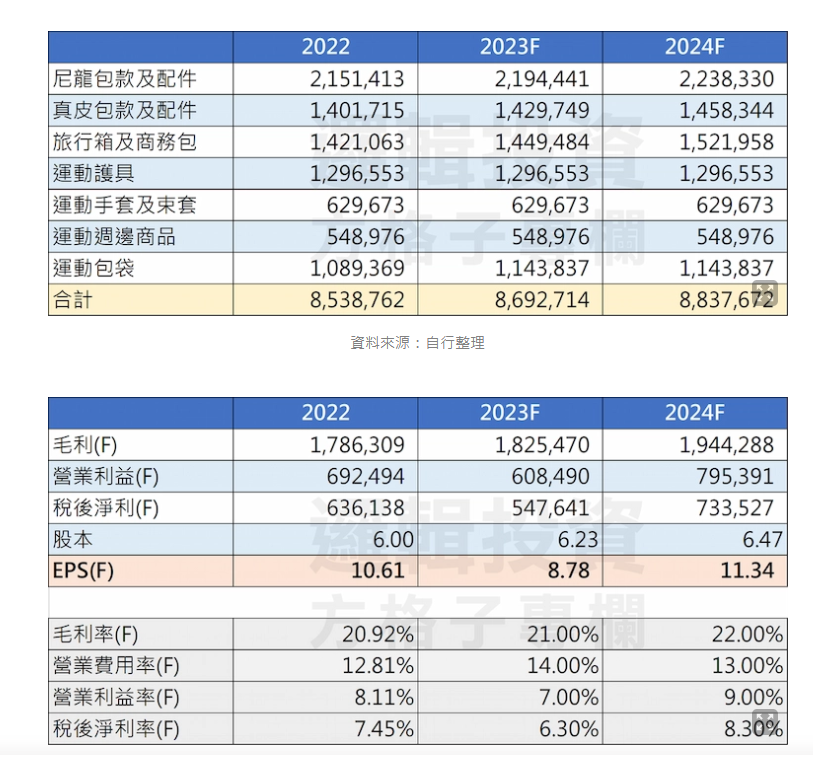 2022 2023F 2024F
尼龍包款及配件 2,151,413 2,194,441 2,238,330
真皮包款及配件 1,401,715 1,429,749 1,458,344
旅行箱及商務包 1,421,063 1,449,484 1,521,958
運動護具 1,296,553 1,296,553 1,296,553
運動手套及束套 629,673 629,673 629,673
運動週邊商品 548,976 548,976 548,976
運動包袋 1,089,369 1,143,837 1,143,837
合計 8,538,762 8,692,714 8,837,672
邏輯投資
方格子專欄
資料來源：自行整理
2022 2023F 2024F
毛利(F) 1,786,309 1,825,470 1,944,288
營業利益(F) 692,494 608,490 795,391
稅後淨利(F) 636,138 547,641 733,527
股本 6.00 6.23 6.47
EPS(F) 10.61 8.78 11.34
邏輯投資
方格子專欄
毛利率(F) 20.92% 21.00% 22.00%
營業費用率(F) 12.81% 14.00% 13.00%
營業利益率(F) 8.11% 7.00% 9.00%
稅後淨利率(F) 7.45% 6.30% 8.30%